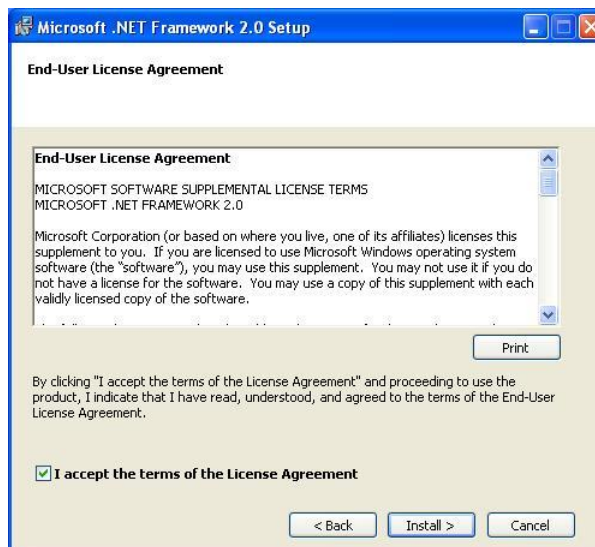 Microsoft .NET Framework 2.0 Setup
End-User License Agreement
End-User License Agreement
MICROSOFT SOFTWARE SUPPLEMENTAL LICENSE TERMS
MICROSOFT .NET FRAMEWORK 2.0
Microsoft Corporation (or based on where you live, one of its affiliates) licenses this
supplement to you.  If you are licensed to use Microsoft Windows operating system
software (the “software”), you may use this supplement.  You may not use it if you do
not have a license for the software.  You may use a copy of this supplement with each
validly licensed copy of the software.
Print
By clicking "I accept the terms of the License Agreement" and proceeding to use the
product, I indicate that I have read, understood, and agreed to the terms of the End-User
License Agreement.
I accept the terms of the License Agreement
< Back
Install >
Cancel